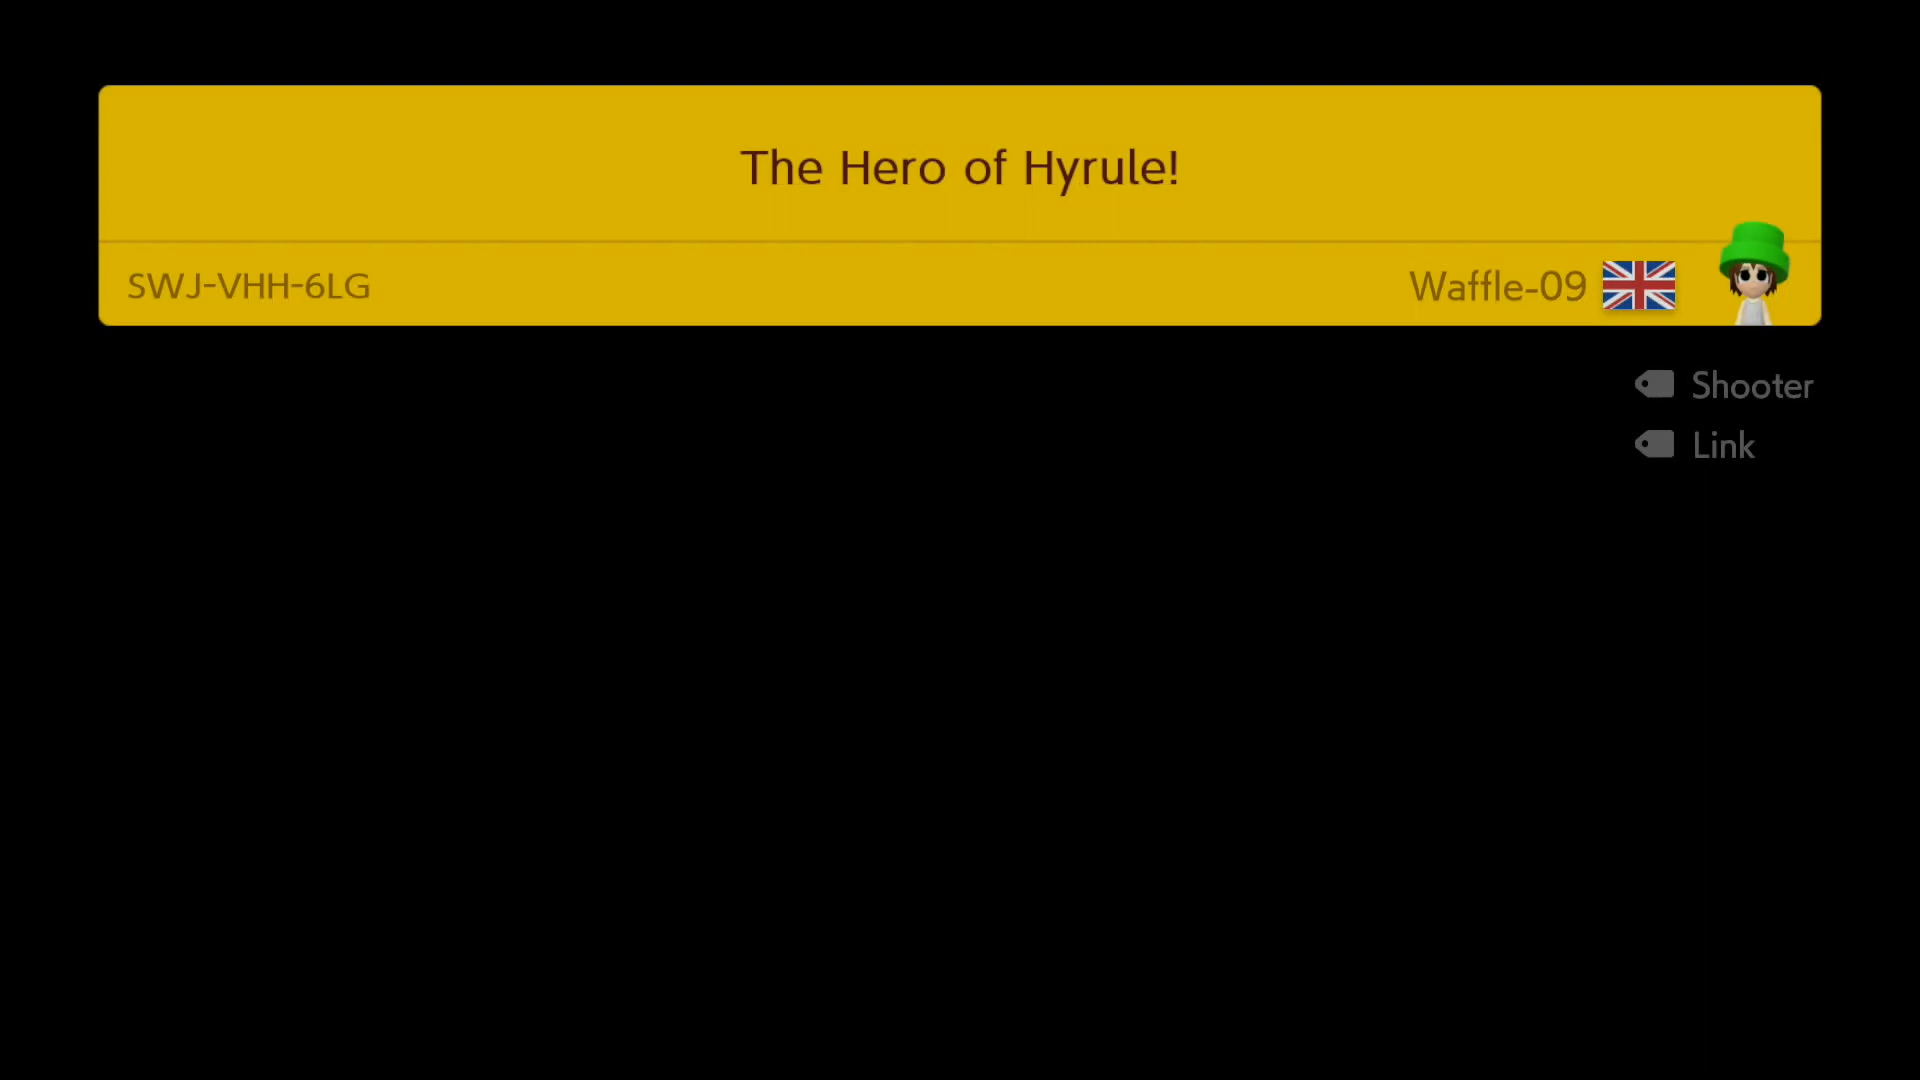 The Hero of Hyrule!
SWJ-VHH-6LG
Waffle-09
Shooter
Link